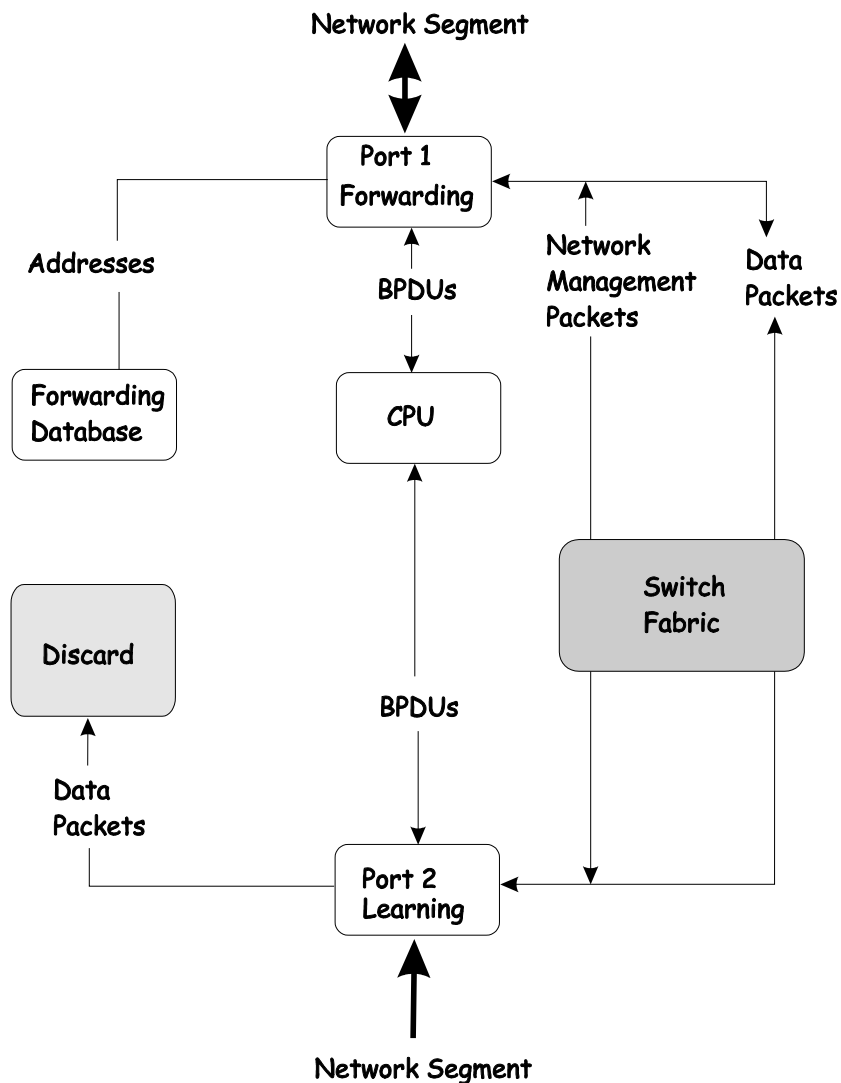 Network Segment
Port 1
Forwarding
Addresses
BPDUs
Network
Management
Packets
Data
Packets
Forwarding
Database
CPU
Switch
Fabric
Discard
BPDUs
Data
Packets
Port 2
Learning
Network Segment